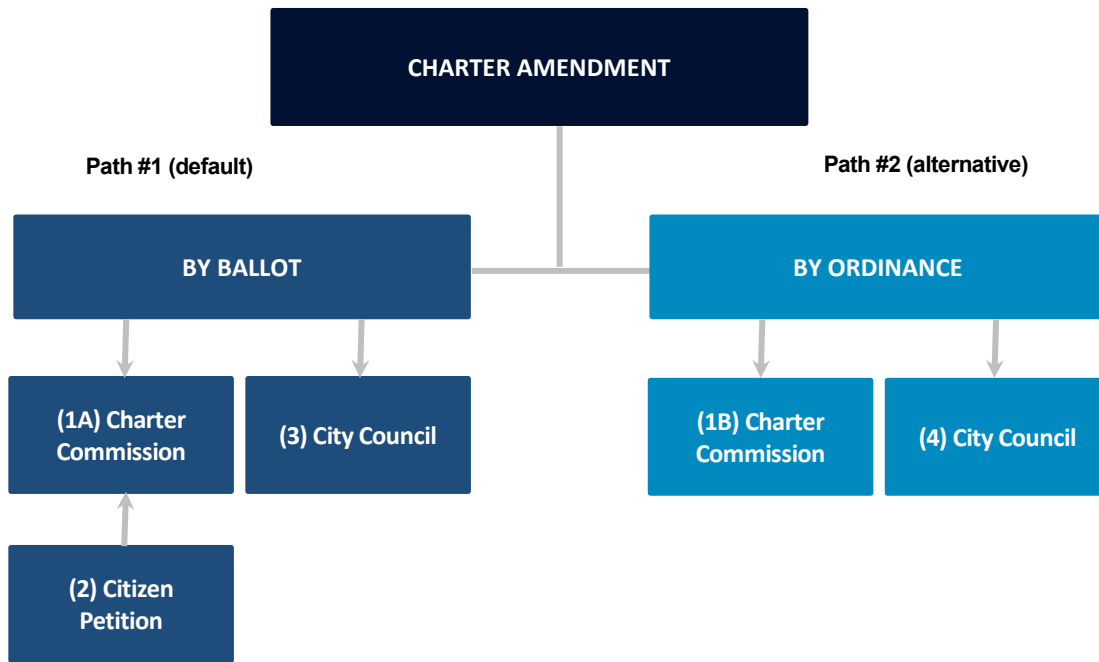 CHARTER AMENDMENT
Path #1 (default)
Path #2 (alternative)
BY BALLOT
BY ORDINANCE
(1A) Charter
Commission
(3) City Council
(1B) Charter
Commission
(4) City Council
(2) Citizen
Petition